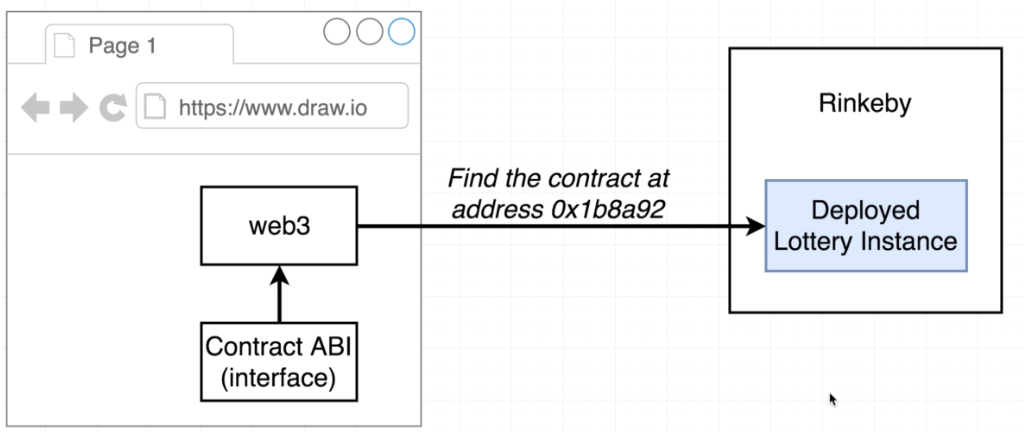 Page 1
https://www.draw.io
Rinkeby
Find the contract at
address 0x1b8a92
web3
Deployed
Lottery Instance
Contract ABI
(interface)